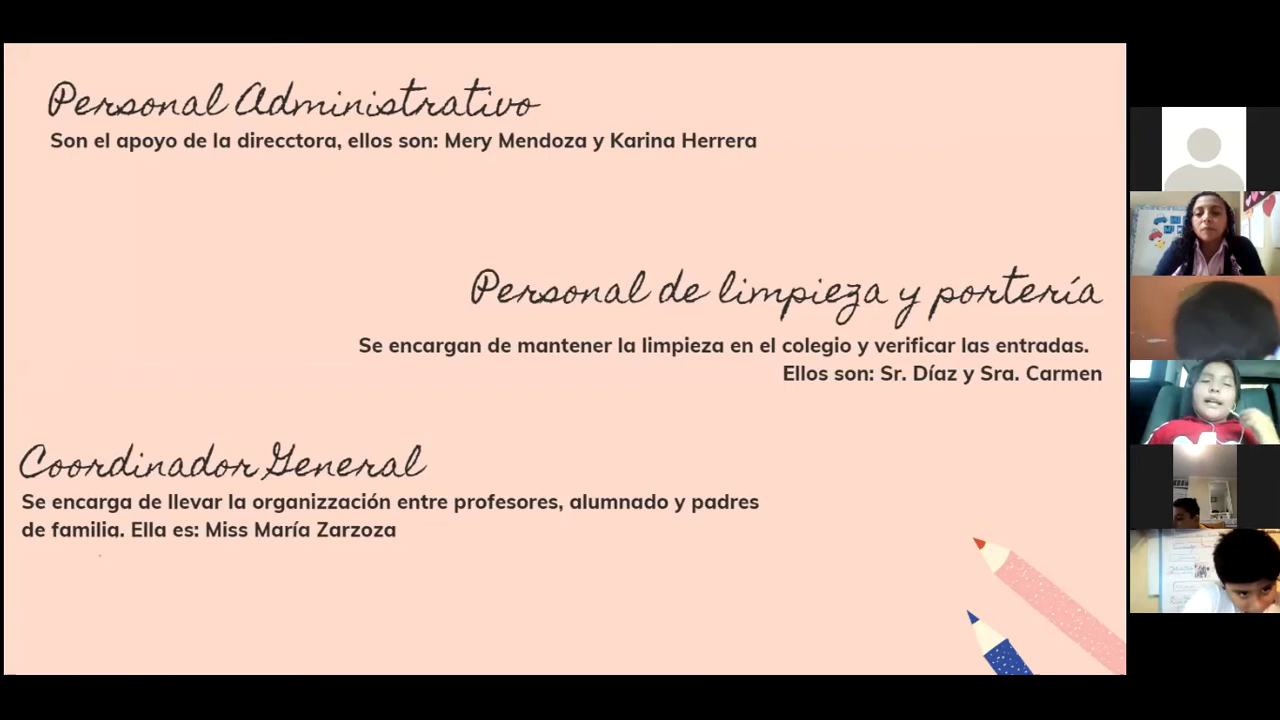 Personal Administrativo
Son el apoyo de la direcctora, ellos son: Mery Mendoza y Karina Herrera
Personal de limpieza y portería
Se encargan de mantener la limpieza en el colegio y verificar las entradas.
Ellos son: Sr. Díaz y Sra. Carmen
Coordinador General
Se encarga de llevar la organizzación entre profesores, alumnado y padres
de familia. Ella es: Miss María Zarzoza